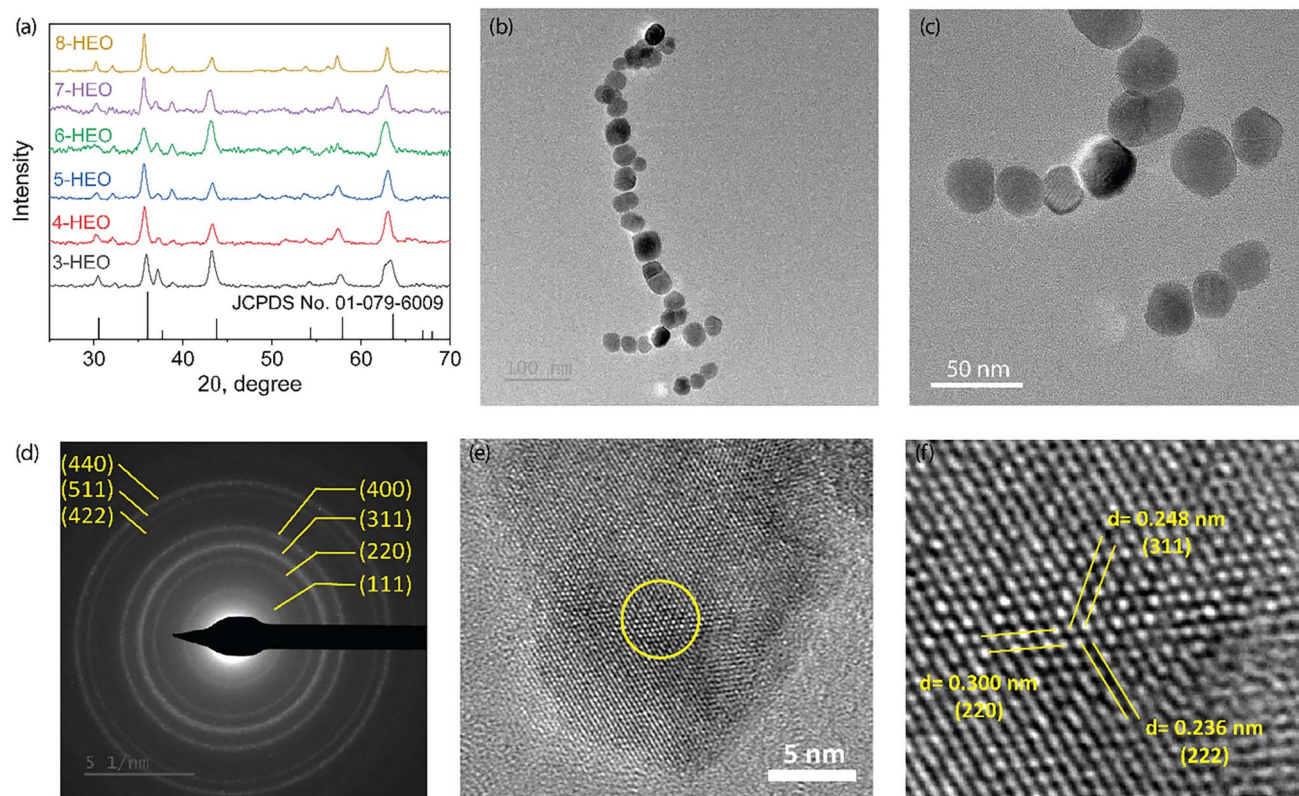 (a)
8-HEO
7-HEO
6-HEO
5-HEO
4-HEO
3-HEO
JCPDS No. 01-079-6009
Intensity
30 40 50 60 70
2θ, degree
(b)
100 nm
(c)
50 nm
(d)
(440)
(511)
(422)
(400)
(311)
(220)
(111)
5 1/nm
(e)
5 nm
(f)
d= 0.248 nm
(311)
d= 0.300 nm
(220)
d= 0.236 nm
(222)